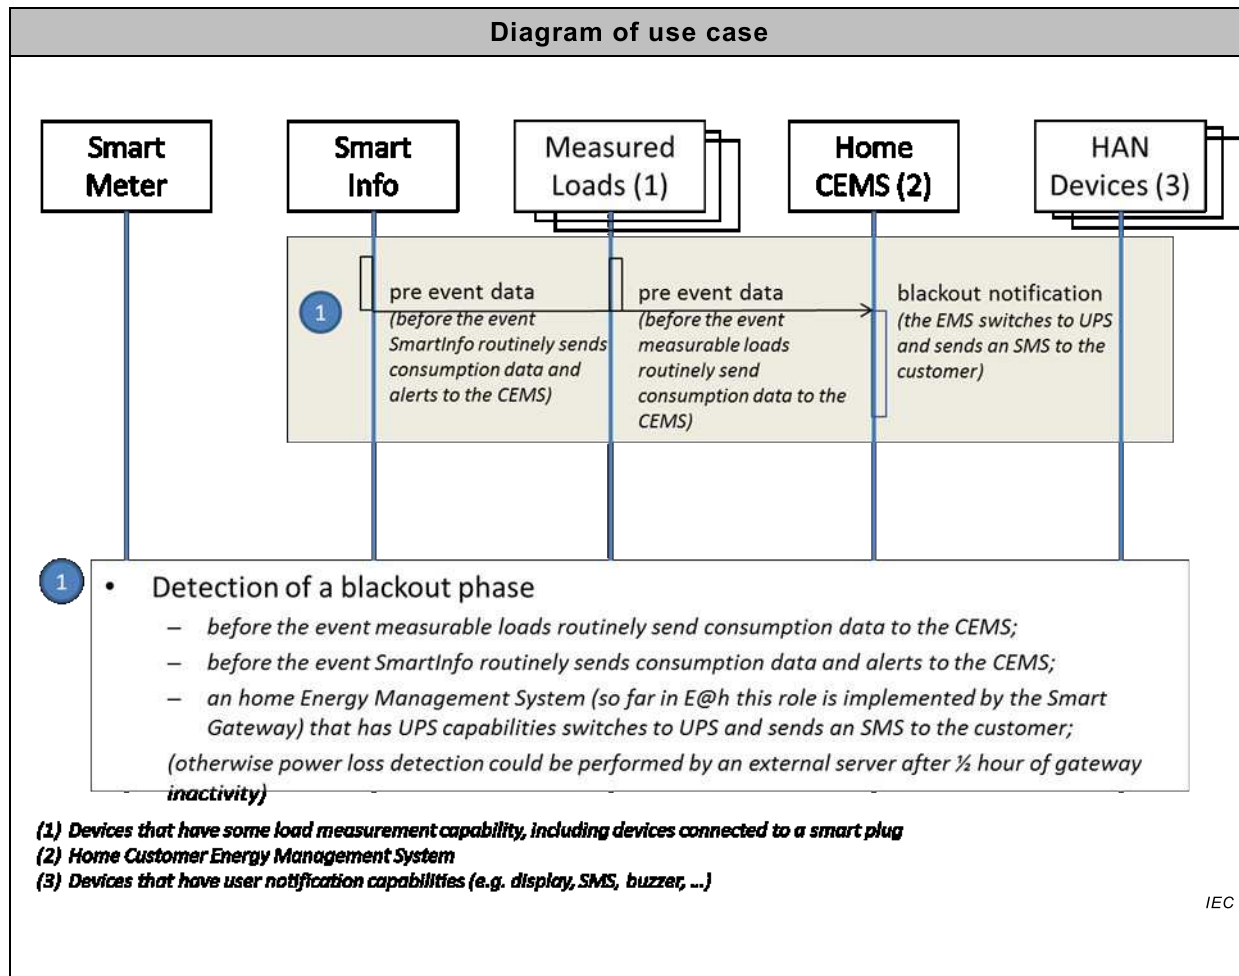 Diagram of use case
Smart
Meter
Smart
Info
Measured
Loads (1)
Home
CEMS (2)
HAN
Devices (3)
1
pre event data
(before the event
SmartInfo routinely sends
consumption data and
alerts to the CEMS)
pre event data
(before the event
measurable loads
routinely send
consumption data to the
CEMS)
blackout notification
(the EMS switches to UPS
and sends an SMS to the
customer)
1
• Detection of a blackout phase
– before the event measurable loads routinely send consumption data to the CEMS;
– before the event SmartInfo routinely sends consumption data and alerts to the CEMS;
– an home Energy Management System (so far in E@h this role is implemented by the Smart
Gateway) that has UPS capabilities switches to UPS and sends an SMS to the customer;
(otherwise power loss detection could be performed by an external server after ½ hour of gateway
inactivity)
(1) Devices that have some load measurement capability, including devices connected to a smart plug
(2) Home Customer Energy Management System
(3) Devices that have user notification capabilities (e.g. display, SMS, buzzer, ...)
IEC